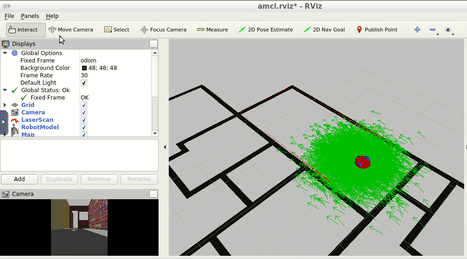 amcl.rviz* - RViz
File Panels Help
Interact Move Camera Select Focus Camera Measure 2D Pose Estimate 2D Nav Goal Publish Point
Displays
Global Options
Fixed Frame odom
Background Color 48; 48; 48
Frame Rate 30
Default Light
Global Status: Ok
Fixed Frame OK
Grid
Camera
LaserScan
RobotModel
Map
Add Duplicate Remove Rename
Camera